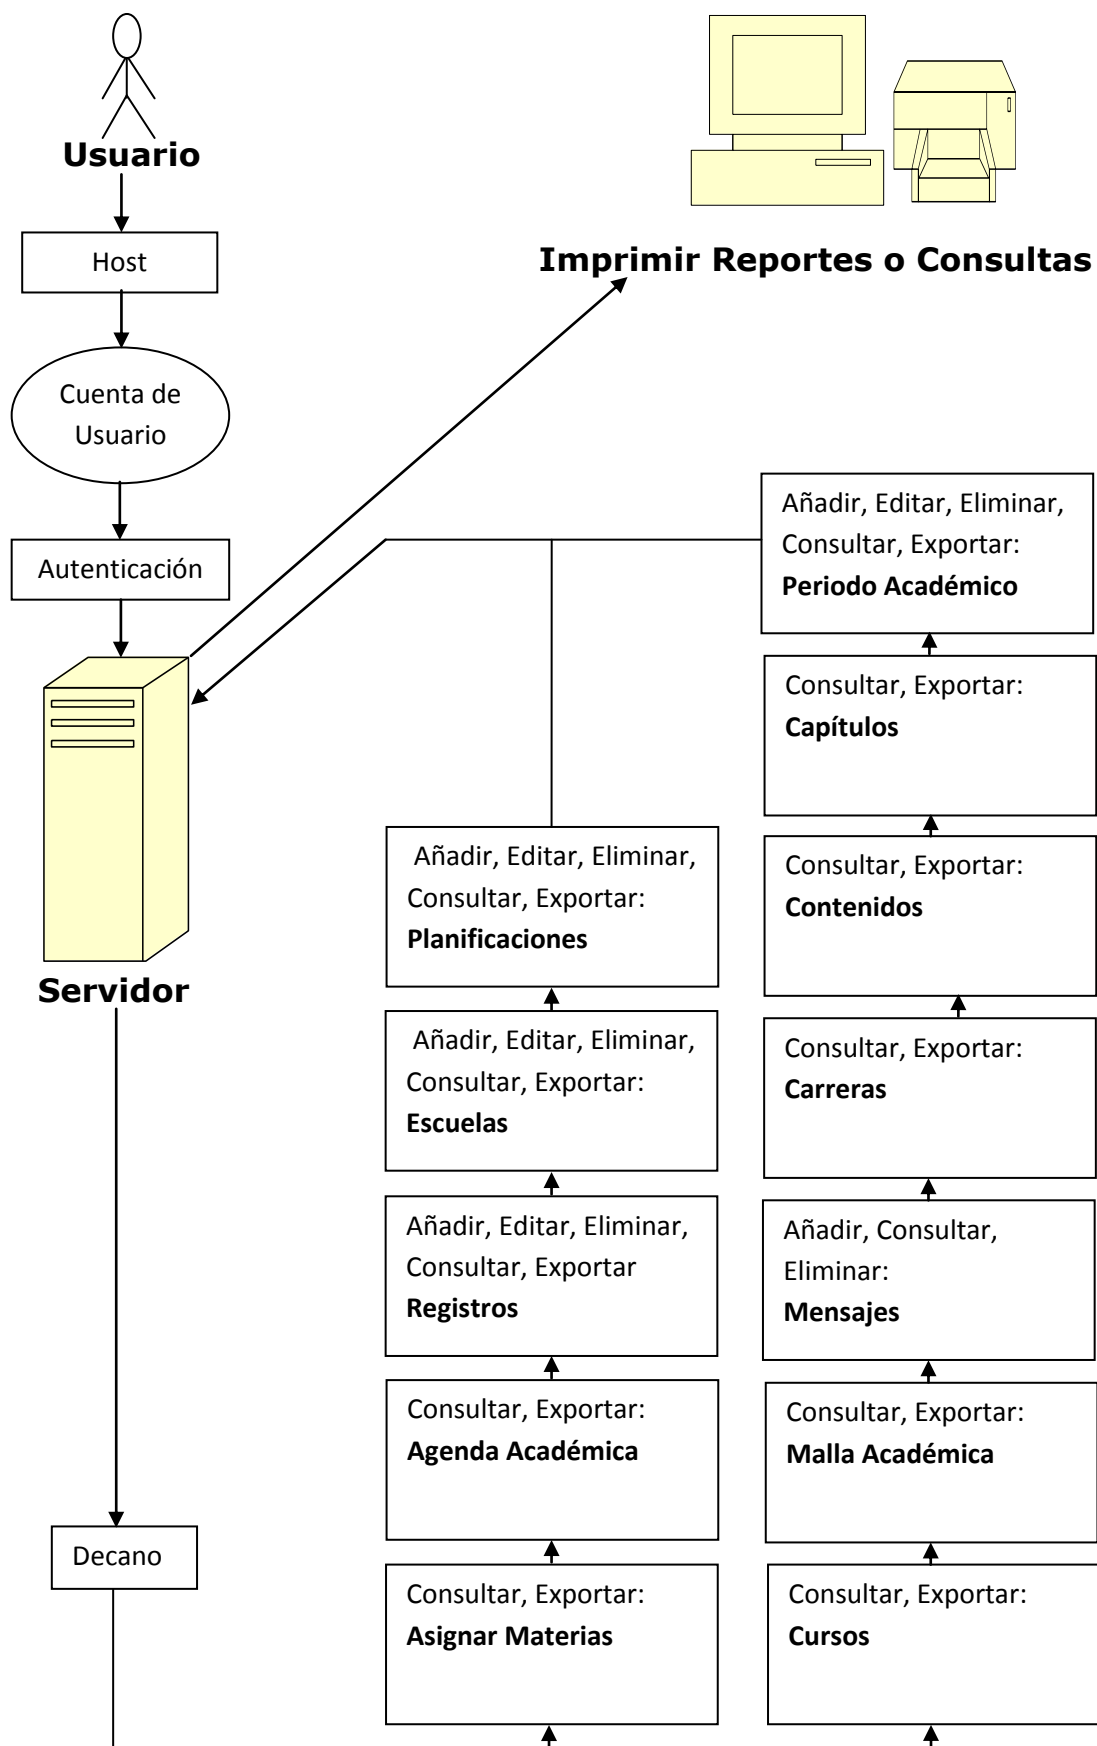 Usuario
Host
Cuenta de
Usuario
Autenticación
Servidor
Decano
Imprimir Reportes o Consultas
Añadir, Editar, Eliminar,
Consultar, Exportar:
Planificaciones
Añadir, Editar, Eliminar,
Consultar, Exportar:
Escuelas
Añadir, Editar, Eliminar,
Consultar, Exportar
Registros
Consultar, Exportar:
Agenda Académica
Consultar, Exportar:
Asignar Materias
Añadir, Editar, Eliminar,
Consultar, Exportar:
Periodo Académico
Consultar, Exportar:
Capítulos
Consultar, Exportar:
Contenidos
Consultar, Exportar:
Carreras
Añadir, Consultar,
Eliminar:
Mensajes
Consultar, Exportar:
Malla Académica
Consultar, Exportar:
Cursos